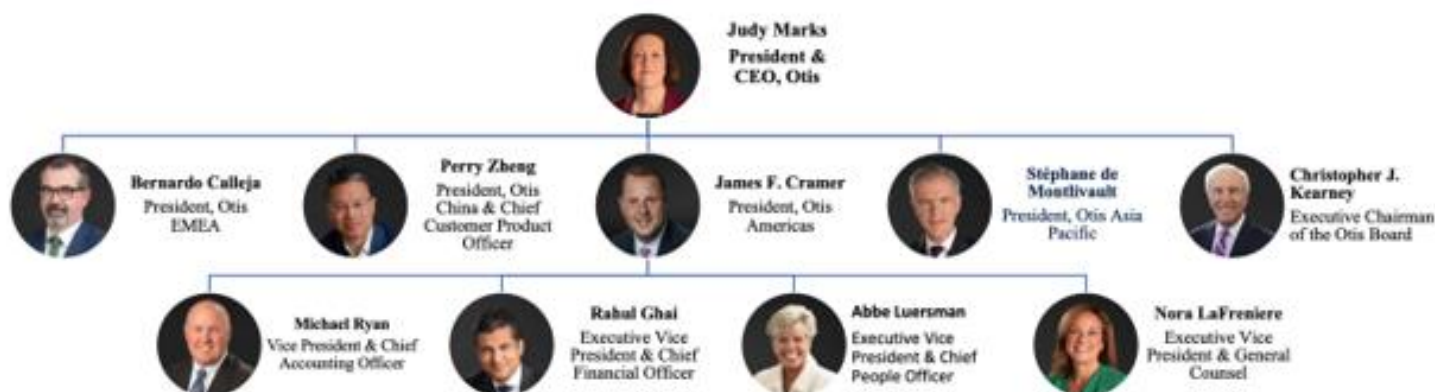 Judy Marks
President &
CEO, Otis
Bernardo Calleja
President, Otis
EMEA
Perry Zheng
President, Otis
China & Chief
Customer Product
Officer
James F. Cramer
President, Otis
Americas
Stéphane de
Montlivault
President, Otis Asia
Pacific
Christopher J.
Kearney
Executive Chairman
of the Otis Board
Michael Ryan
Vice President & Chief
Accounting Officer
Rahul Ghai
Executive Vice
President & Chief
Financial Officer
Abbe Luersman
Executive Vice
President & Chief
People Officer
Nora LaFreniere
Executive Vice
President & General
Counsel